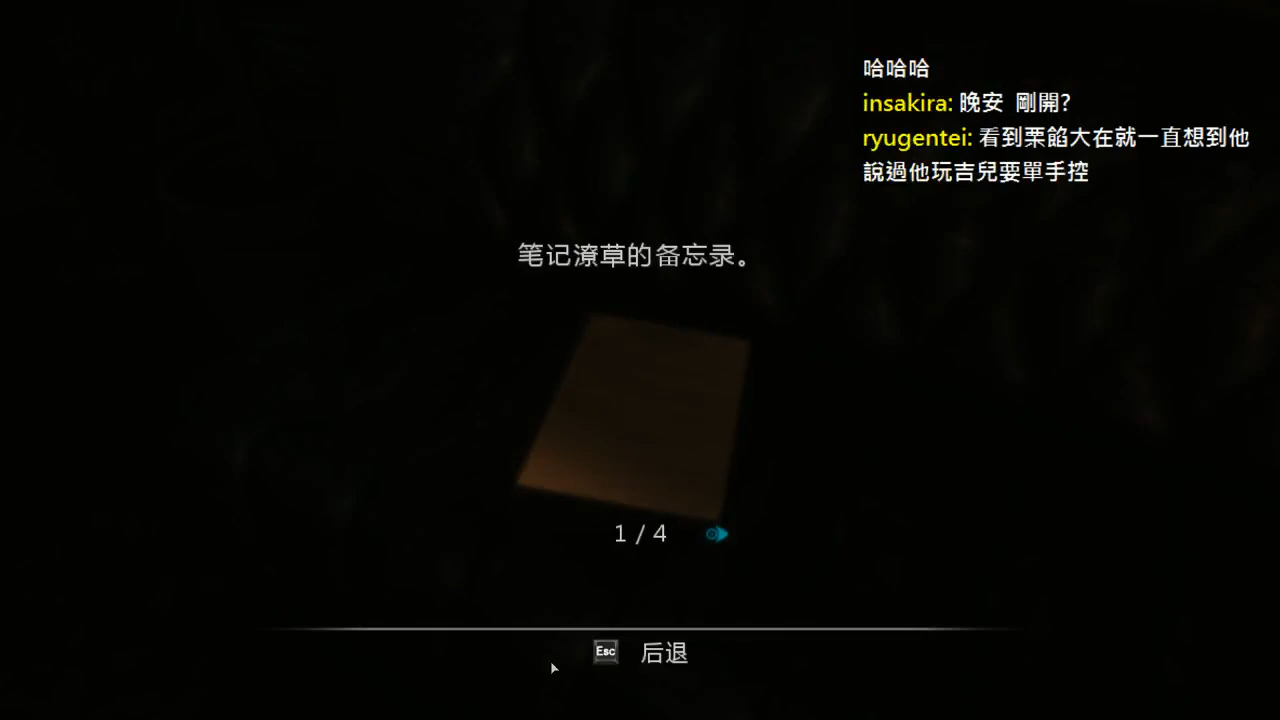 哈哈哈
insakira: 晚安 剛開?
ryugentei: 看到栗餡大在就一直想到他
說過他玩吉兒要單手控
笔记潦草的备忘录。
1 / 4
Esc 后退